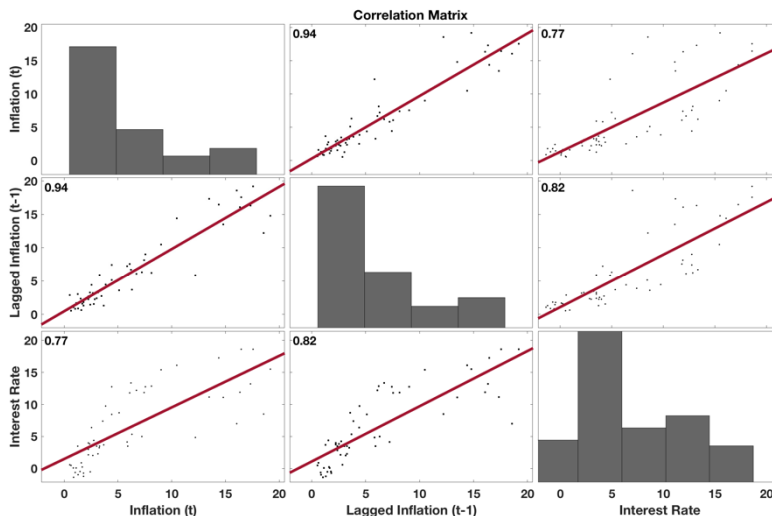 Correlation Matrix
Inflation (t)
20
15
10
5
0
0.94
0.77
Lagged Inflation (t-1)
20
15
10
5
0
0.94
0.82
Interest Rate
20
15
10
5
0
0.77
0.82
0 5 10 15 20
0 5 10 15 20
0 5 10 15 20
Inflation (t)
Lagged Inflation (t-1)
Interest Rate